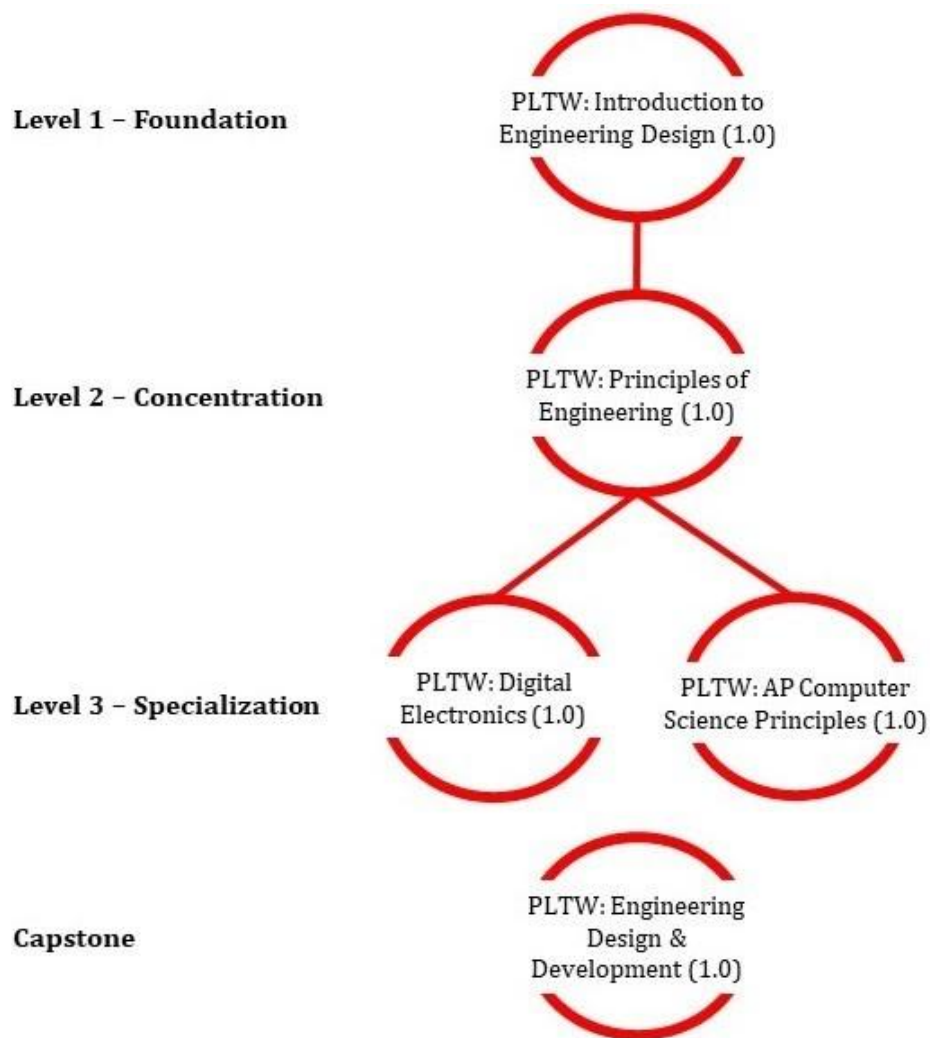 Level 1 – Foundation
PLTW: Introduction to
Engineering Design (1.0)
Level 2 – Concentration
PLTW: Principles of
Engineering (1.0)
Level 3 – Specialization
PLTW: Digital
Electronics (1.0)
PLTW: AP Computer
Science Principles (1.0)
Capstone
PLTW: Engineering
Design &
Development (1.0)